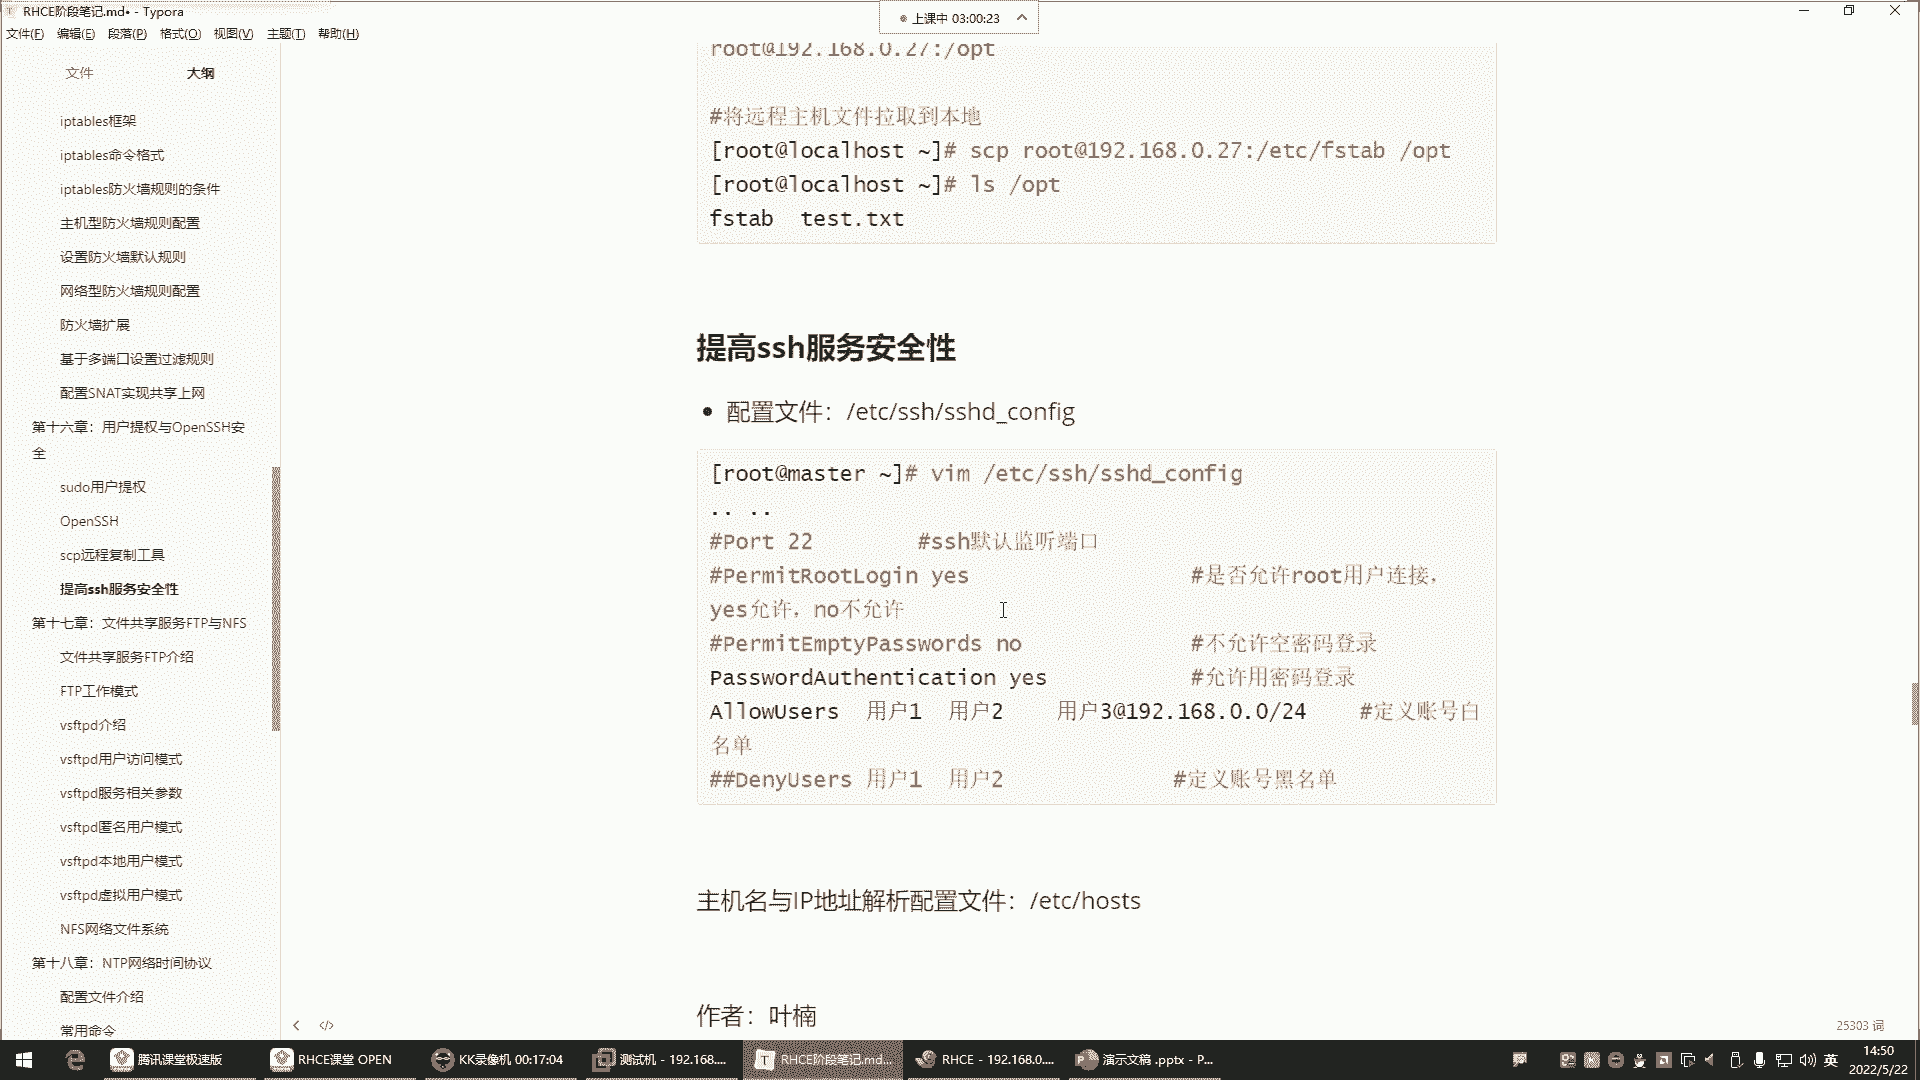 RHCE阶段笔记.md• - Typora
上课中 03:00:23
文件(F) 编辑(E) 段落(P) 格式(O) 视图(V) 主题(T) 帮助(H)
文件 大纲
iptables框架
iptables命令格式
iptables防火墙规则的条件
主机型防火墙规则配置
设置防火墙默认规则
网络型防火墙规则配置
防火墙扩展
基于多端口设置过滤规则
配置SNAT实现共享上网
第十六章：用户提权与OpenSSH安
全
sudo用户提权
OpenSSH
scp远程复制工具
提高ssh服务安全性
第十七章：文件共享服务FTP与NFS
文件共享服务FTP介绍
FTP工作模式
vsftpd介绍
vsftpd用户访问模式
vsftpd服务相关参数
vsftpd匿名用户模式
vsftpd本地用户模式
vsftpd虚拟用户模式
NFS网络文件系统
第十八章：NTP网络时间协议
配置文件介绍
常用命令
root@192.168.0.27:/opt
#将远程主机文件拉取到本地
[root@localhost ~]# scp root@192.168.0.27:/etc/fstab /opt
[root@localhost ~]# ls /opt
fstab  test.txt
提高ssh服务安全性
• 配置文件：/etc/ssh/sshd_config
[root@master ~]# vim /etc/ssh/sshd_config
.. ..
#Port 22 #ssh默认监听端口
#PermitRootLogin yes #是否允许root用户连接，
yes允许，no不允许
#PermitEmptyPasswords no #不允许空密码登录
PasswordAuthentication yes #允许用密码登录
AllowUsers 用户1 用户2 用户3@192.168.0.0/24 #定义账号白
名单
##DenyUsers 用户1 用户2 #定义账号黑名单
主机名与IP地址解析配置文件：/etc/hosts
作者：叶楠
25303 词
腾讯课堂极速版 RHCE课堂 OPEN KK录像机 00:17:04 测试机 - 192.168.... RHCE阶段笔记.md... RHCE - 192.168.0.... 演示文稿 .pptx - P... 英 14:50
2022/5/22